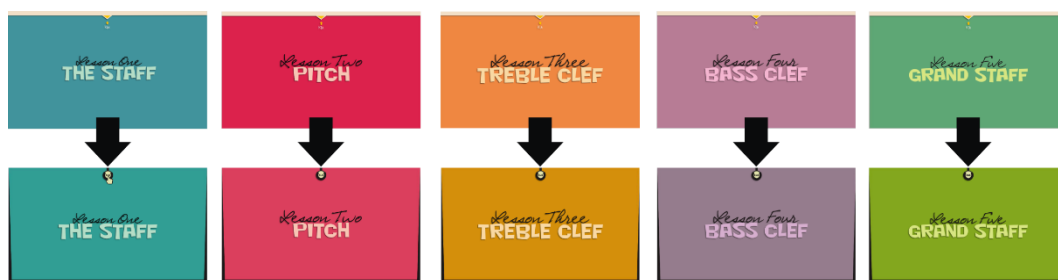 Lesson One
THE STAFF
Lesson Two
PITCH
Lesson Three
TREBLE CLEF
Lesson Four
BASS CLEF
Lesson Five
GRAND STAFF
Lesson One
THE STAFF
Lesson Two
PITCH
Lesson Three
TREBLE CLEF
Lesson Four
BASS CLEF
Lesson Five
GRAND STAFF